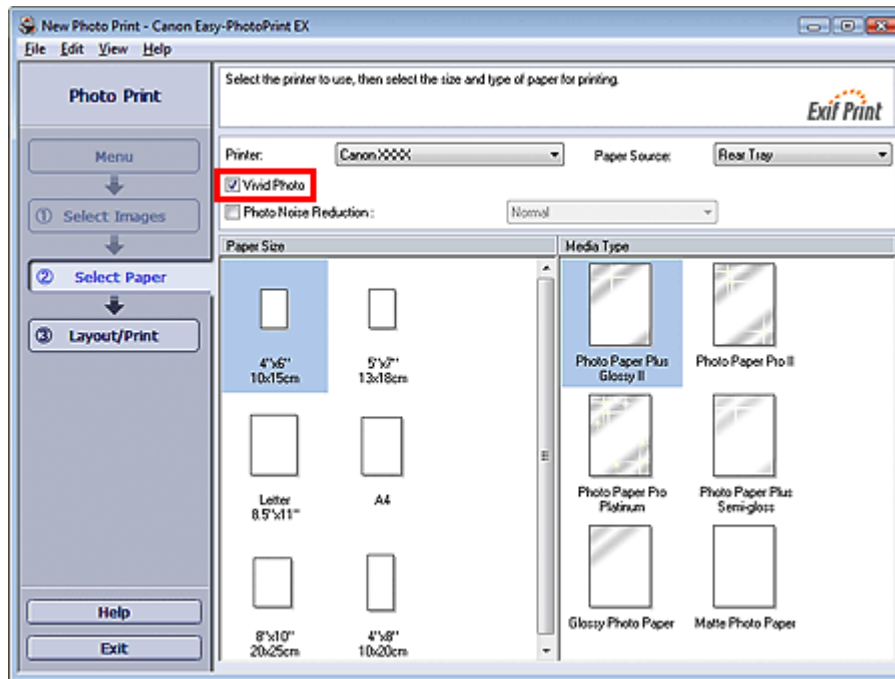 New Photo Print - Canon Easy-PhotoPrint EX
File Edit View Help
Photo Print
Select the printer to use, then select the size and type of paper for printing.
Exif Print
Menu
① Select Images
② Select Paper
③ Layout/Print
Help
Exit
Printer: Canon XXXX Paper Source: Rear Tray
Vivid Photo
Photo Noise Reduction : Normal
Paper Size
4"x6"
10x15cm
5"x7"
13x18cm
Letter
8.5"x11"
A4
8"x10"
20x25cm
4"x8"
10x20cm
Media Type
Photo Paper Plus
Glossy II
Photo Paper Pro II
Photo Paper Pro
Platinum
Photo Paper Plus
Semi-gloss
Glossy Photo Paper
Matte Photo Paper